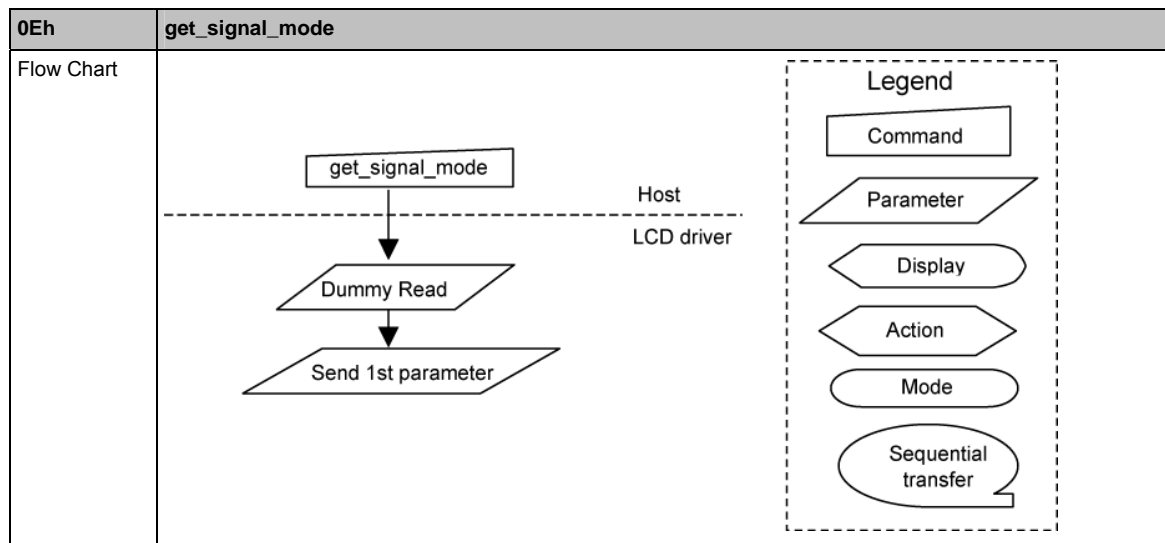 0Eh get_signal_mode
Flow Chart
get_signal_mode
Host
LCD driver
Dummy Read
Send 1st parameter
Legend
Command
Parameter
Display
Action
Mode
Sequential
transfer